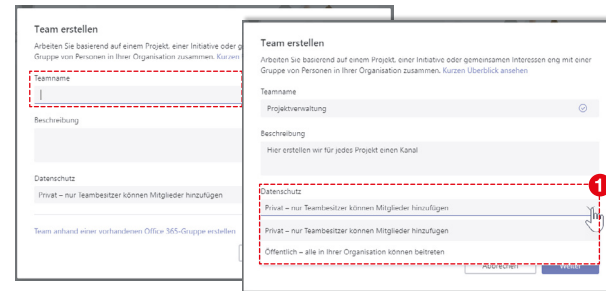 Team erstellen
Arbeiten Sie basierend auf einem Projekt, einer Initiative oder g
Gruppe von Personen in Ihrer Organisation zusammen. Kurzen
Teamname
Beschreibung
Datenschutz
Privat – nur Teambesitzer können Mitglieder hinzufügen
Team anhand einer vorhandenen Office 365-Gruppe erstellen
Team erstellen
Arbeiten Sie basierend auf einem Projekt, einer Initiative oder gemeinsamen Interessen eng mit einer
Gruppe von Personen in Ihrer Organisation zusammen. Kurzen Überblick ansehen
Teamname
Projektverwaltung
Beschreibung
Hier erstellen wir für jedes Projekt einen Kanal
Datenschutz
1
Privat – nur Teambesitzer können Mitglieder hinzufügen
Privat – nur Teambesitzer können Mitglieder hinzufügen
Öffentlich – alle in Ihrer Organisation können beitreten
Abbrechen Weiter